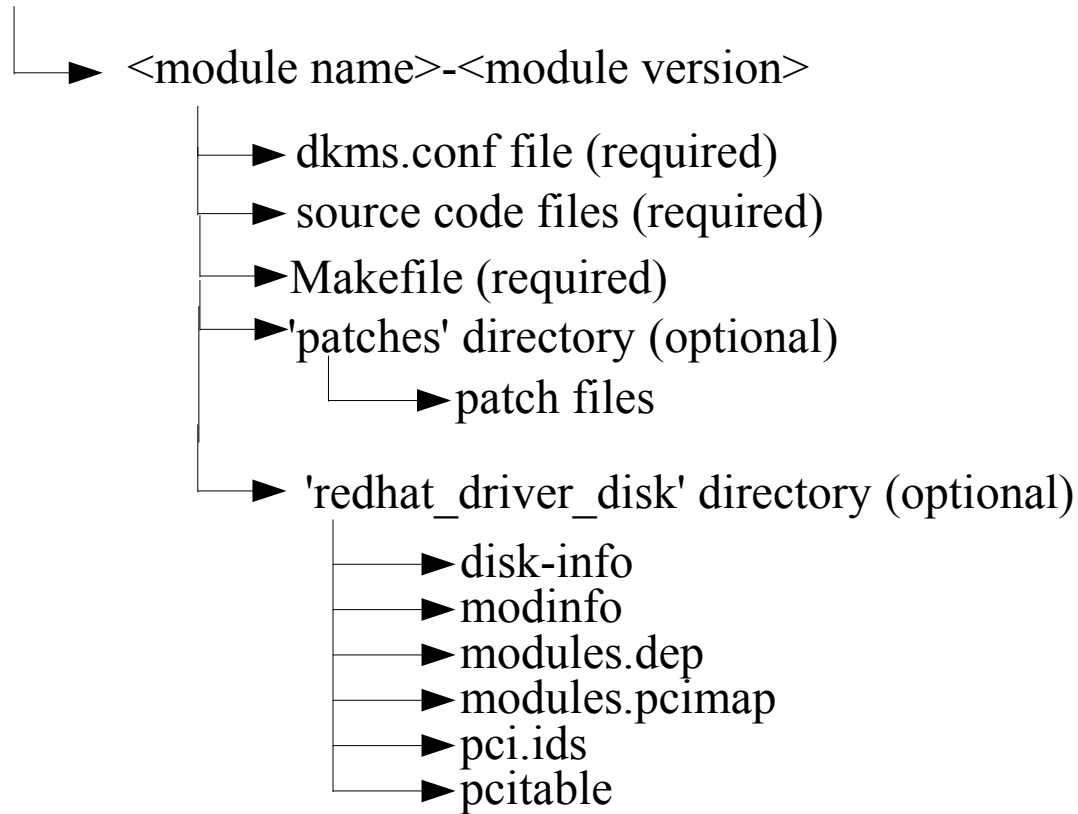 <module name>-<module version>
dkms.conf file (required)
source code files (required)
Makefile (required)
'patches' directory (optional)
patch files
'redhat_driver_disk' directory (optional)
disk-info
modinfo
modules.dep
modules.pcimap
pci.ids
pcitable